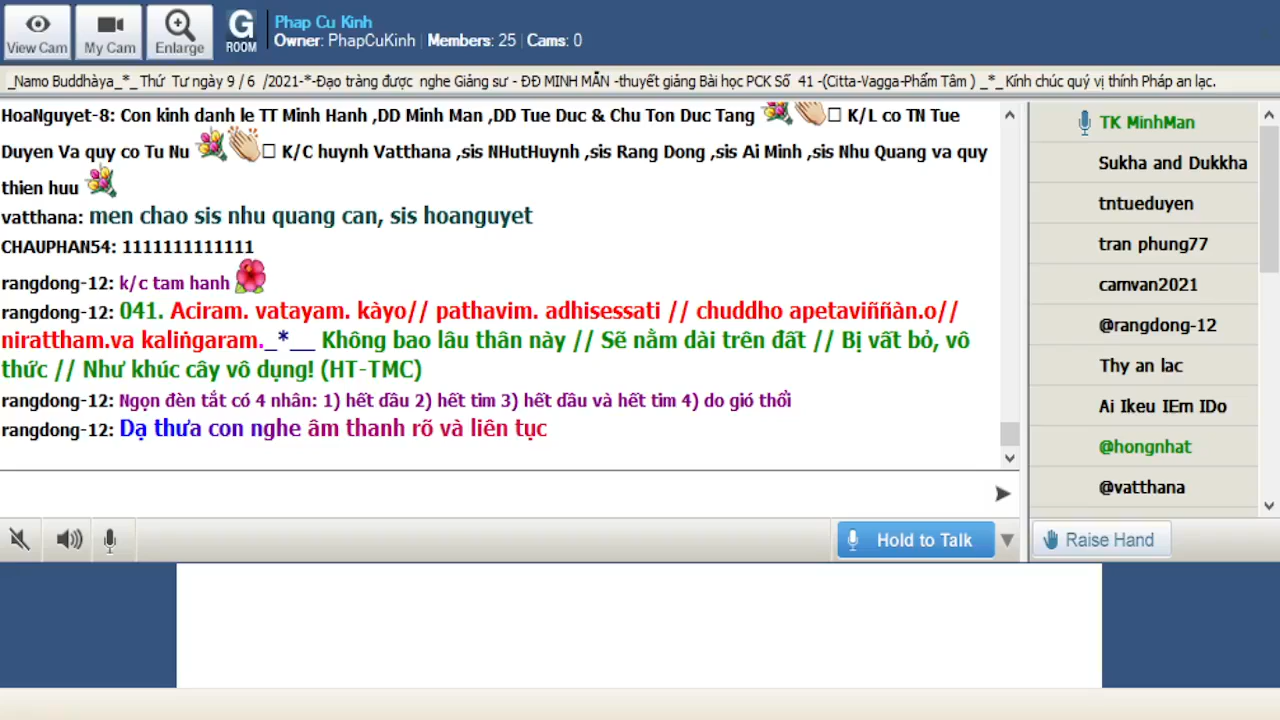 View Cam
My Cam
Enlarge
G
ROOM
Phap Cu Kinh
Owner: PhapCuKinh | Members: 25 | Cams: 0
_Namo Buddhàya_*_Thứ Tư ngày 9 / 6 /2021-*-Đạo tràng được nghe Giảng sư - ĐĐ MINH MẪN -thuyết giảng Bài học PCK Số 41 -(Citta-Vagga-Phẩm Tâm ) _*_Kính chúc quý vị thính Pháp an lạc.
HoaNguyet-8: Con kinh danh le TT Minh Hanh ,DD Minh Man ,DD Tue Duc & Chu Ton Duc Tang K/L co TN Tue
Duyen Va quy co Tu Nu K/C huynh Vatthana ,sis NHutHuynh ,sis Rang Dong ,sis Ai Minh ,sis Nhu Quang va quy
thien huu
vatthana: men chao sis nhu quang can, sis hoanguyet
CHAUPHAN54: 1111111111111
rangdong-12: k/c tam hanh
rangdong-12: 041. Aciram. vatayam. kàyo// pathavim. adhisessati // chuddho apetaviññàn.o//
nirattham.va kaliṅgaram._*__ Không bao lâu thân này // Sẽ nằm dài trên đất // Bị vất bỏ, vô
thức // Như khúc cây vô dụng! (HT-TMC)
rangdong-12: Ngọn đèn tắt có 4 nhân: 1) hết dầu 2) hết tim 3) hết dầu và hết tim 4) do gió thổi
rangdong-12: Dạ thưa con nghe âm thanh rõ và liên tục
TK MinhMan
Sukha and Dukkha
tntueduyen
tran phung77
camvan2021
@rangdong-12
Thy an lac
Ai Ikeu IEm IDo
@hongnhat
@vatthana
Hold to Talk
Raise Hand